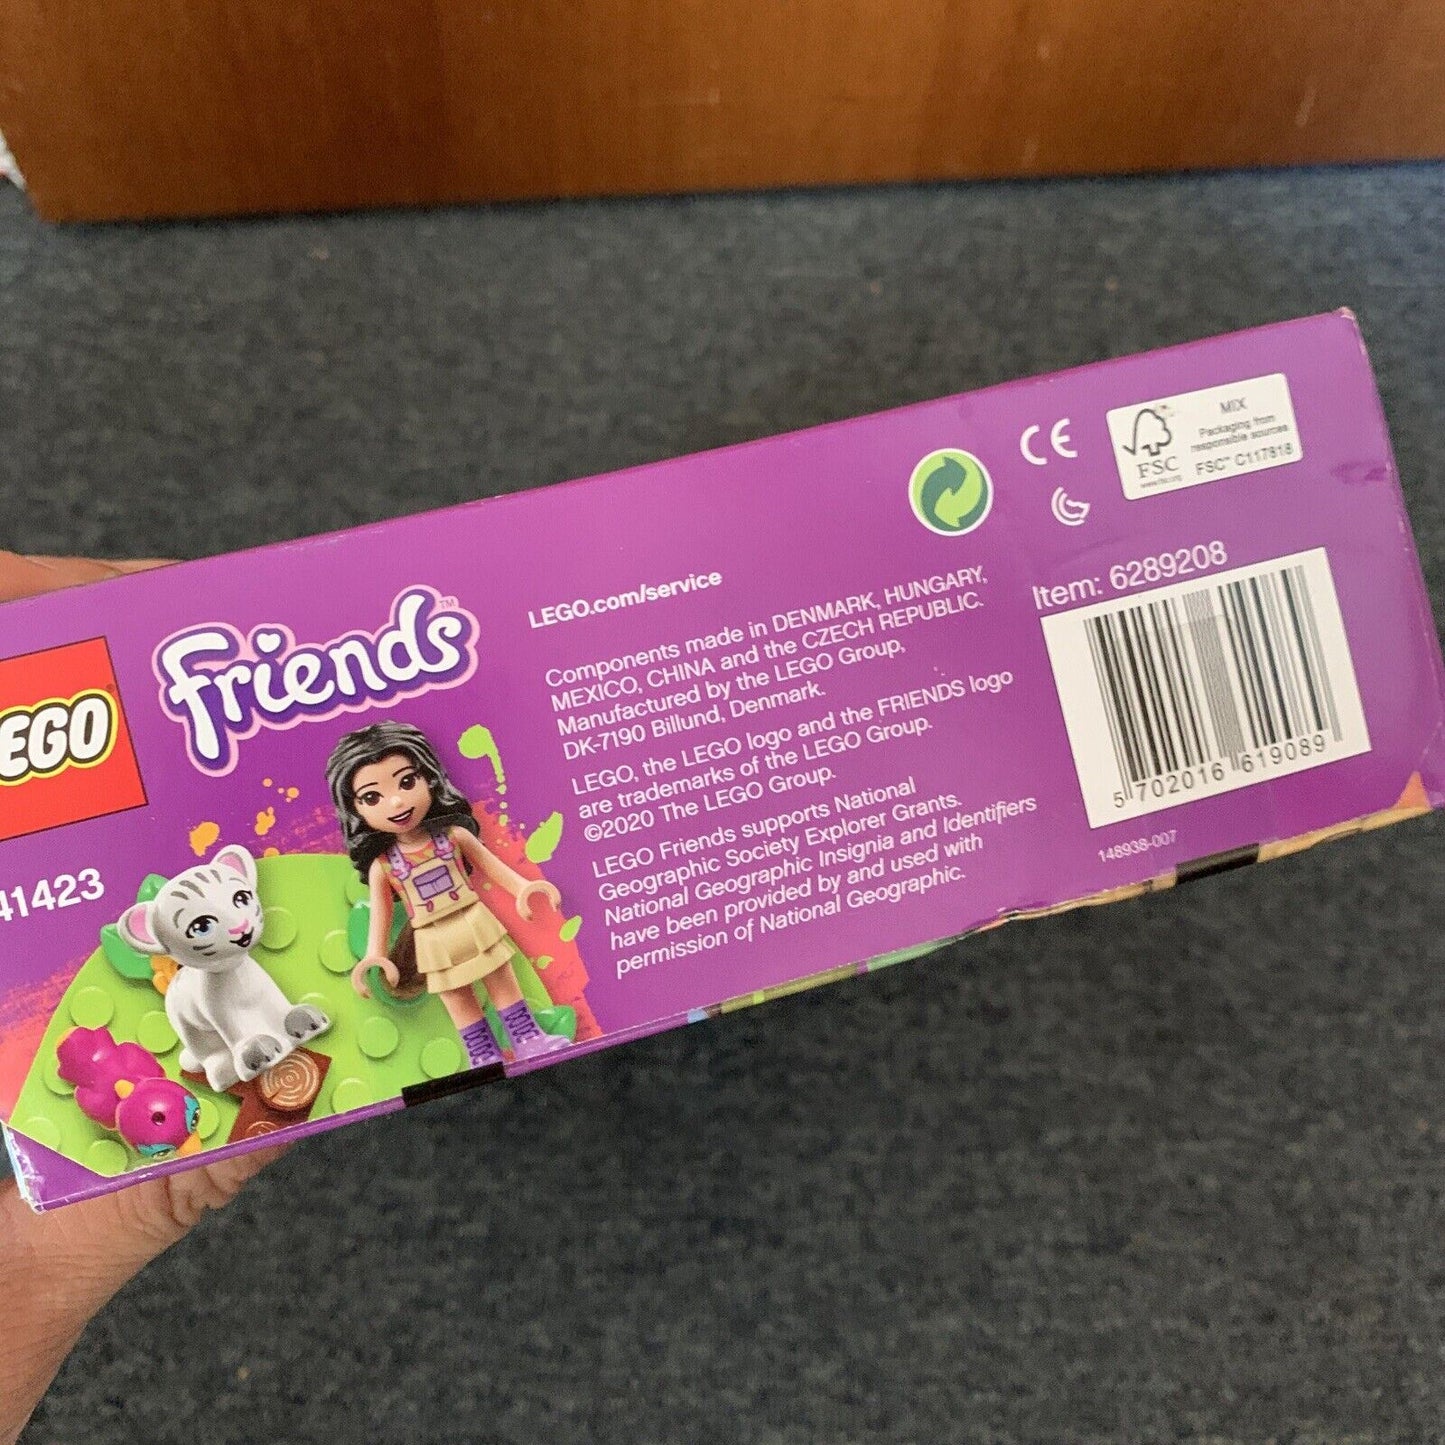 EGO
Friends™
41423
LEGO.com/service
Components made in DENMARK, HUNGARY,
MEXICO, CHINA and the CZECH REPUBLIC.
Manufactured by the LEGO Group,
DK-7190 Billund, Denmark.
LEGO, the LEGO logo and the FRIENDS logo
are trademarks of the LEGO Group.
©2020 The LEGO Group.
LEGO Friends supports National
Geographic Society Explorer Grants.
National Geographic Insignia and Identifiers
have been provided by and used with
permission of National Geographic.
CE
FSC
www.fsc.org
MIX
Packaging from
responsible sources
FSC™ C117818
Item: 6289208
5 702016 619089
148938-007